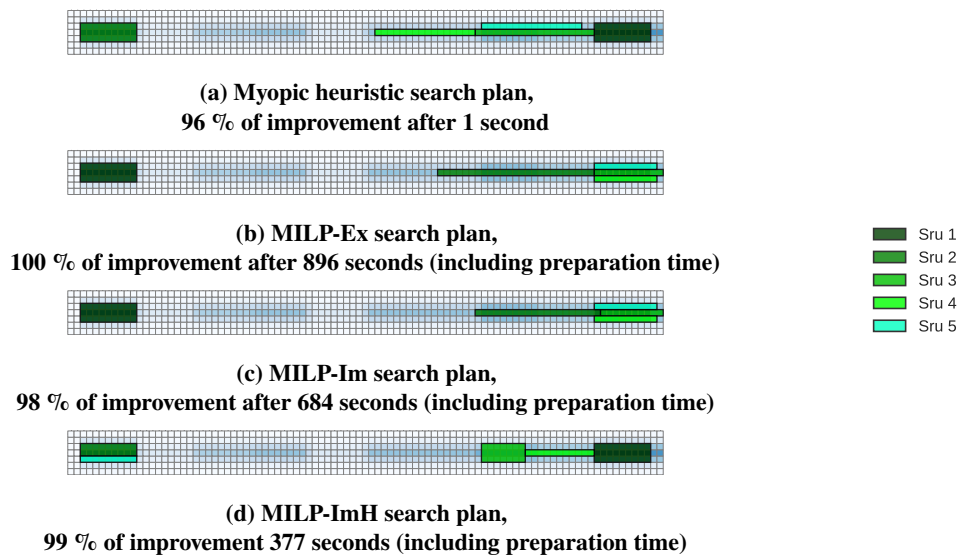 (a) Myopic heuristic search plan,
96 % of improvement after 1 second
(b) MILP-Ex search plan,
100 % of improvement after 896 seconds (including preparation time)
Sru 1
Sru 2
Sru 3
Sru 4
Sru 5
(c) MILP-Im search plan,
98 % of improvement after 684 seconds (including preparation time)
(d) MILP-ImH search plan,
99 % of improvement 377 seconds (including preparation time)